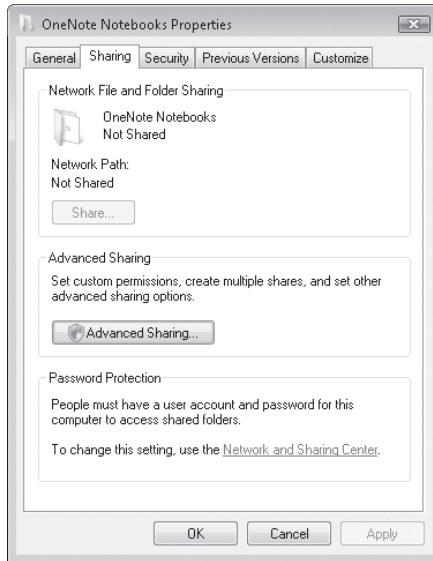 OneNote Notebooks Properties
General Sharing Security Previous Versions Customize
Network File and Folder Sharing
OneNote Notebooks
Not Shared
Network Path:
Not Shared
Share...
Advanced Sharing
Set custom permissions, create multiple shares, and set other
advanced sharing options.
Advanced Sharing...
Password Protection
People must have a user account and password for this
computer to access shared folders.
To change this setting, use the Network and Sharing Center.
OK Cancel Apply